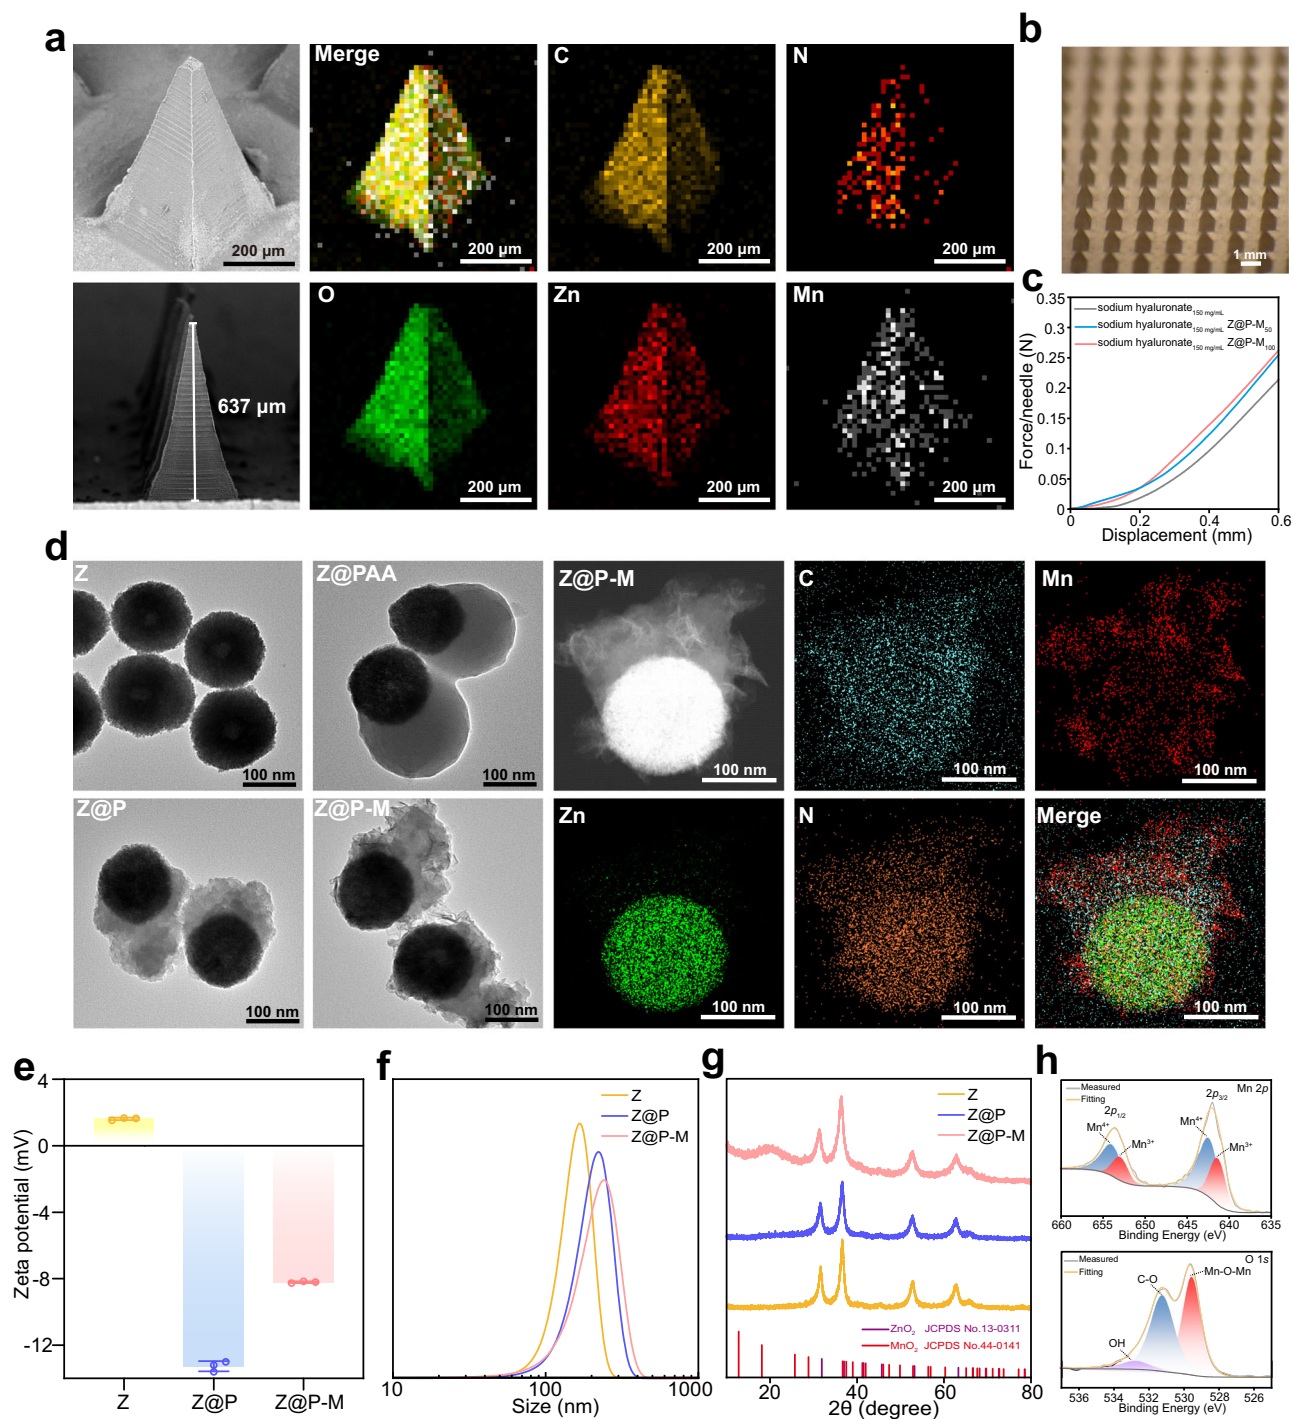 a
Merge
C
N
200 µm
200 µm
200 µm
200 µm
637 µm
O
Zn
Mn
200 µm
200 µm
200 µm
b
1 mm
c
0.35
0.3
0.25
0.2
0.15
0.1
0.05
0
Force/needle (N)
sodium hyaluronate150 mg/mL
sodium hyaluronate150 mg/mL Z@P-M50
sodium hyaluronate150 mg/mL Z@P-M100
0
0.2
0.4
0.6
Displacement (mm)
d
Z
Z@PAA
Z@P-M
C
Mn
100 nm
100 nm
100 nm
100 nm
100 nm
Z@P
Z@P-M
Zn
N
Merge
100 nm
100 nm
100 nm
100 nm
100 nm
e
4
0
−4
−8
−12
Zeta potential (mV)
Z
Z@P
Z@P-M
f
Z
Z@P
Z@P-M
10
100
1000
Size (nm)
g
Z
Z@P
Z@P-M
ZnO2 JCPDS No.13-0311
MnO2 JCPDS No.44-0141
20
40
60
80
2θ (degree)
h
Measured
Fitting
Mn 2p
2p1/2
2p3/2
Mn4+
Mn3+
Mn4+
Mn3+
660
655
650
645
640
635
Binding Energy (eV)
Measured
Fitting
O 1s
C-O
Mn-O-Mn
OH
536
534
532
530
528
526
Binding Energy (eV)